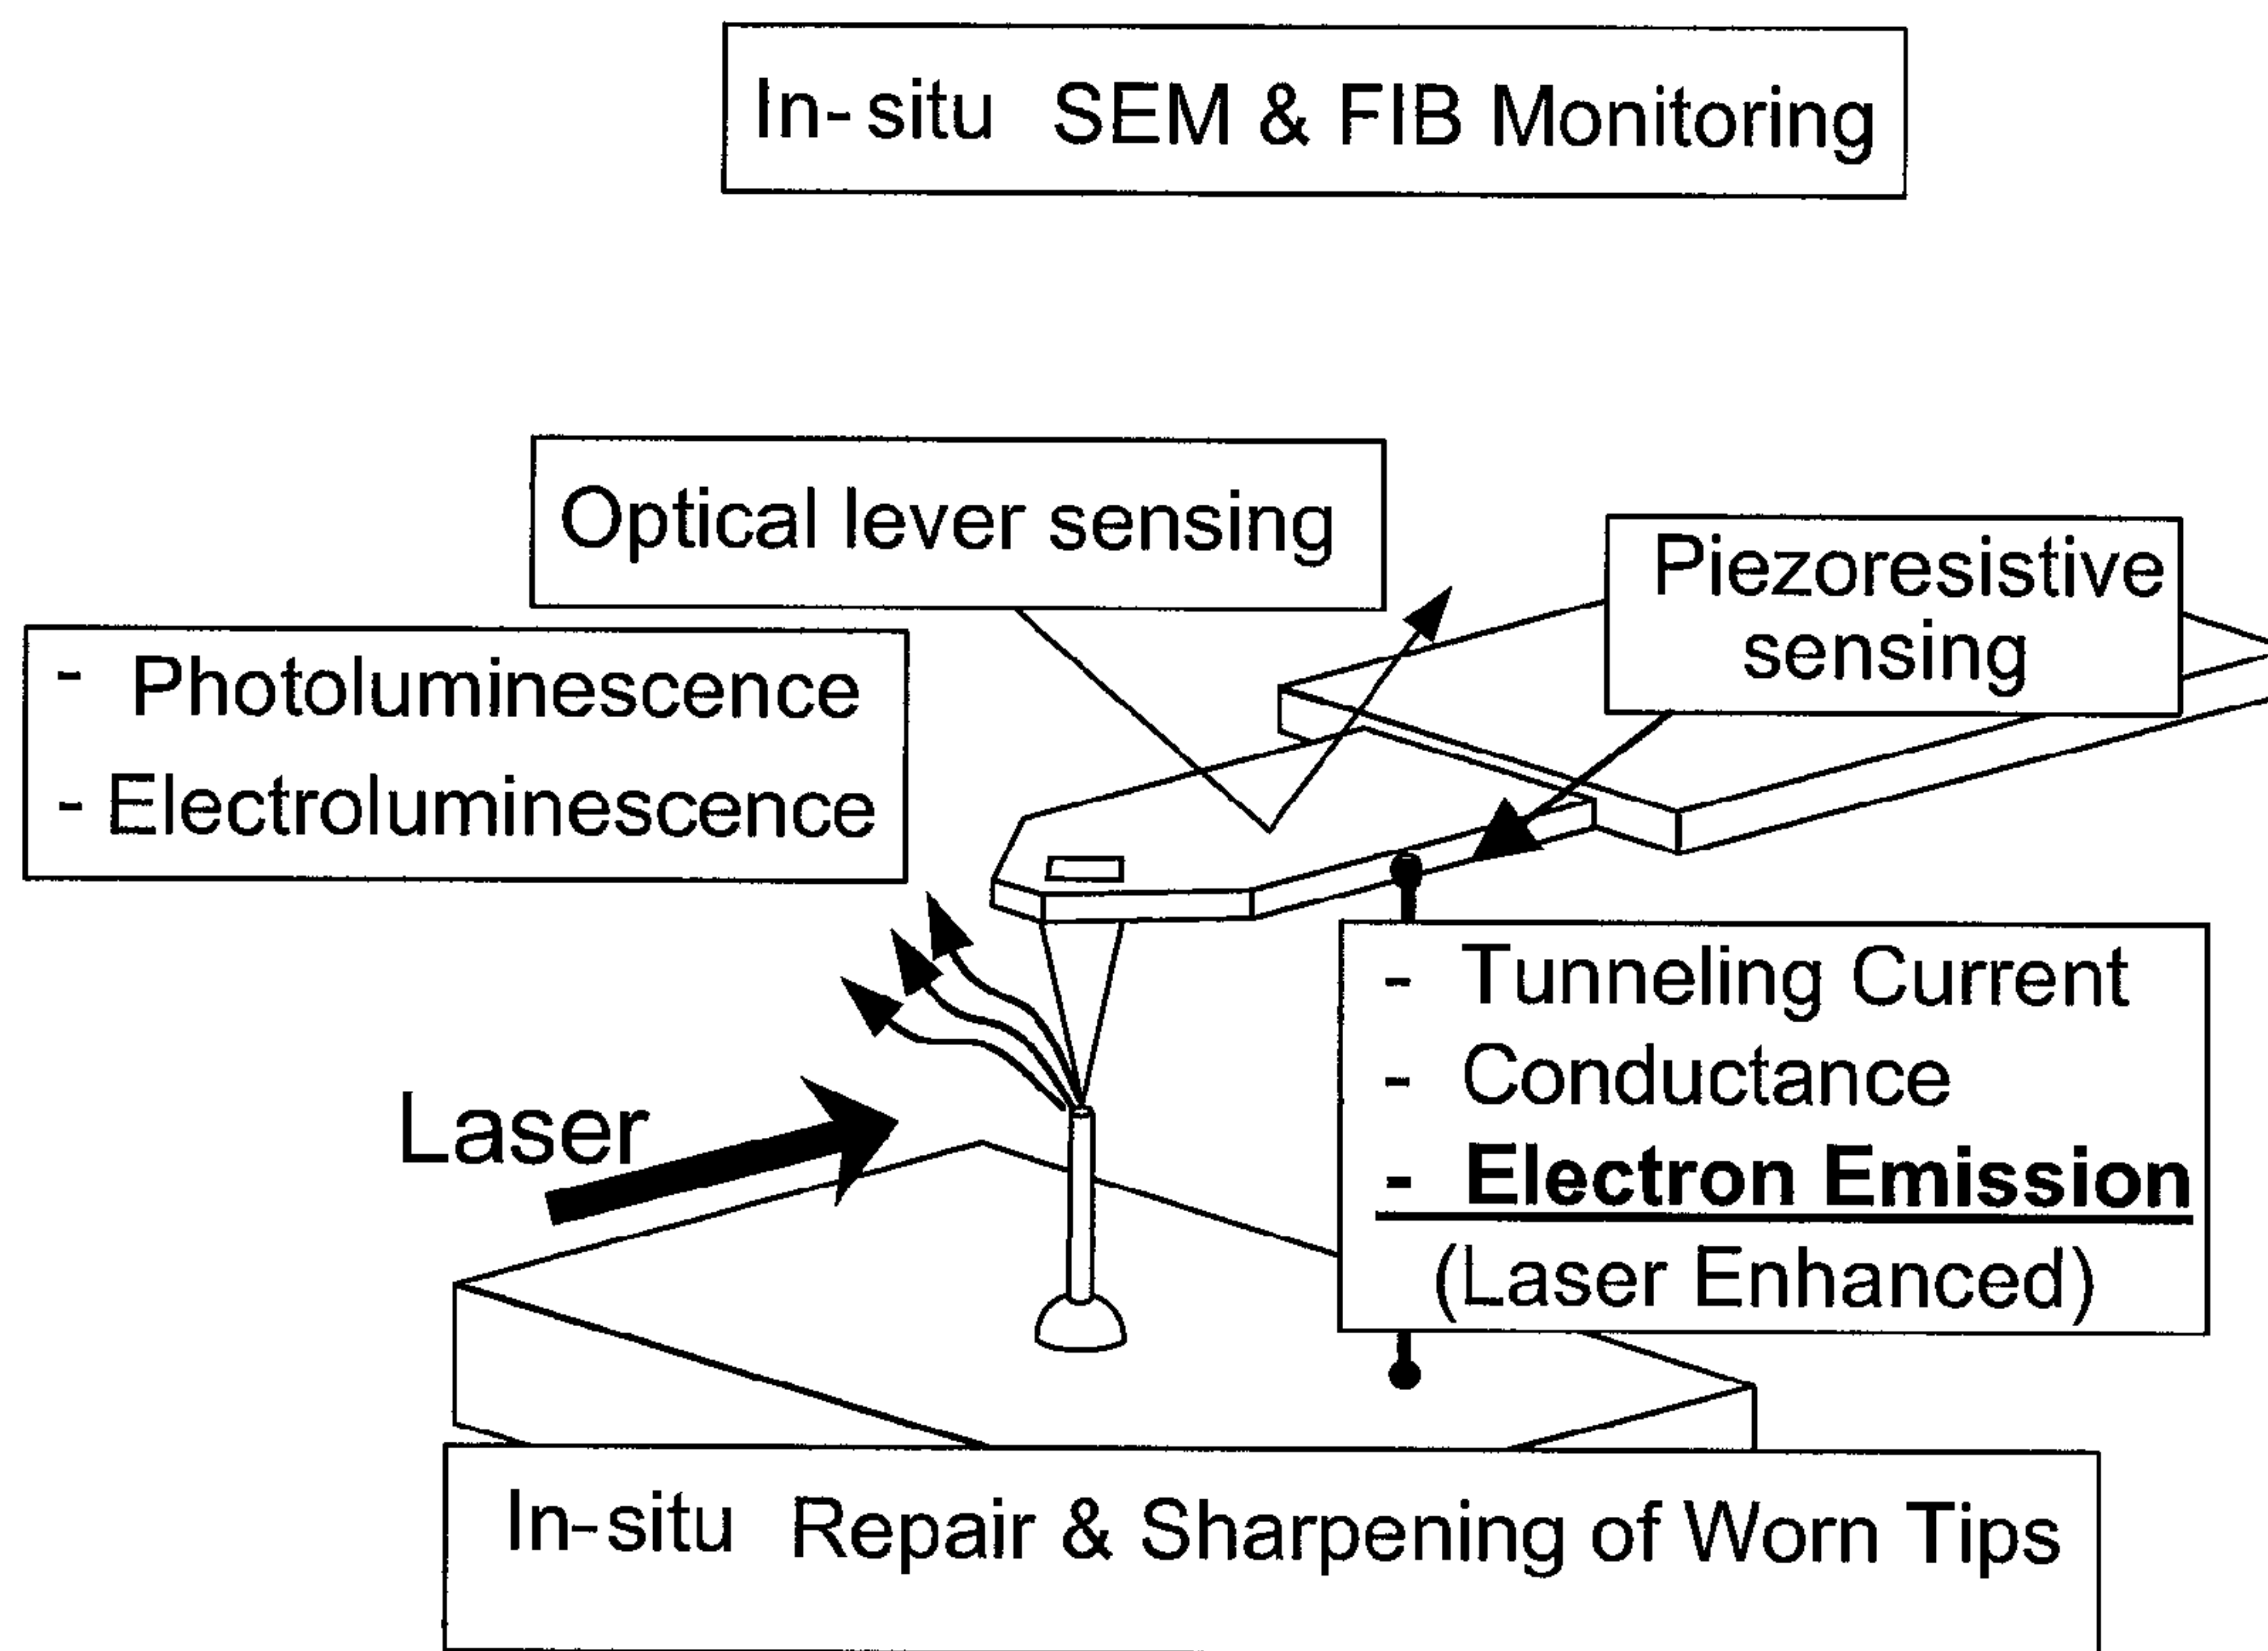 In-situ SEM & FIB Monitoring
Optical lever sensing
Piezoresistive
sensing
- Photoluminescence
- Electroluminescence
- Tunneling Current
- Conductance
- Electron Emission
(Laser Enhanced)
Laser
In-situ Repair & Sharpening of Worn Tips